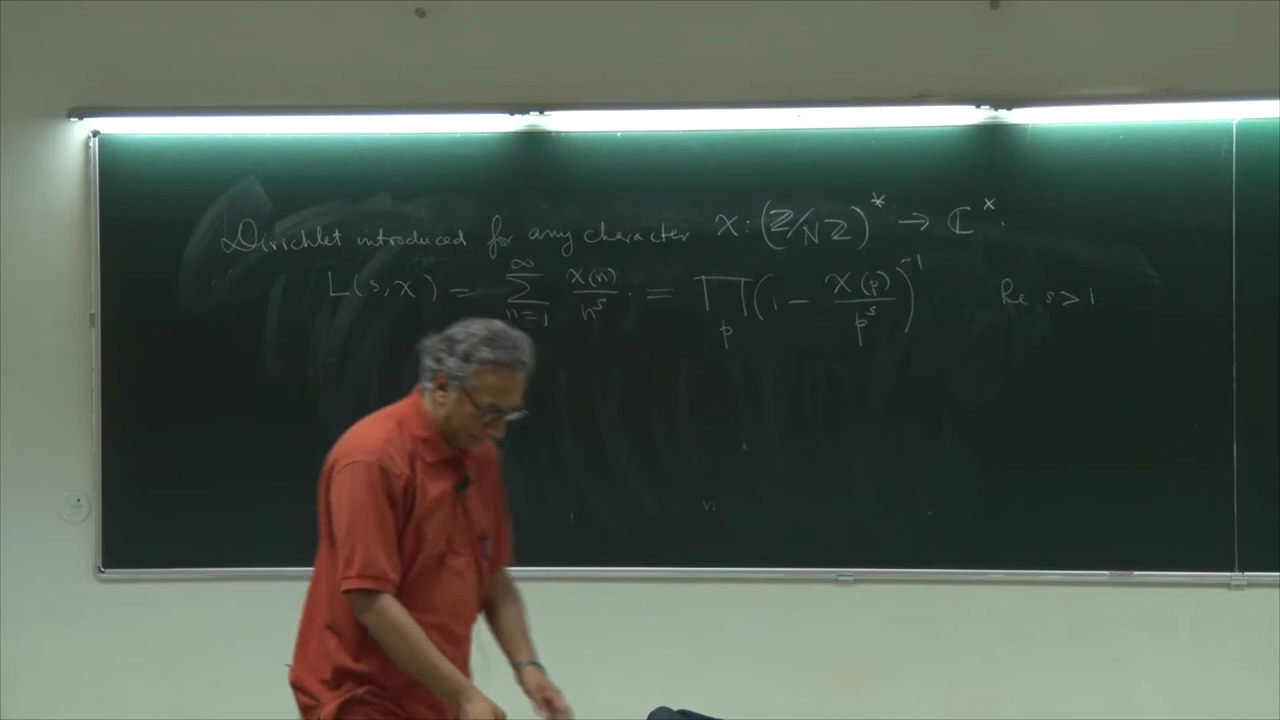 Dirichlet introduced for any character χ : (ℤ/Nℤ)* → ℂ^×.
L(s,χ) = ∑_{n=1}^{∞} χ(n)/n^s = ∏_p (1 − χ(p)/p^s)^{-1} Re s > 1